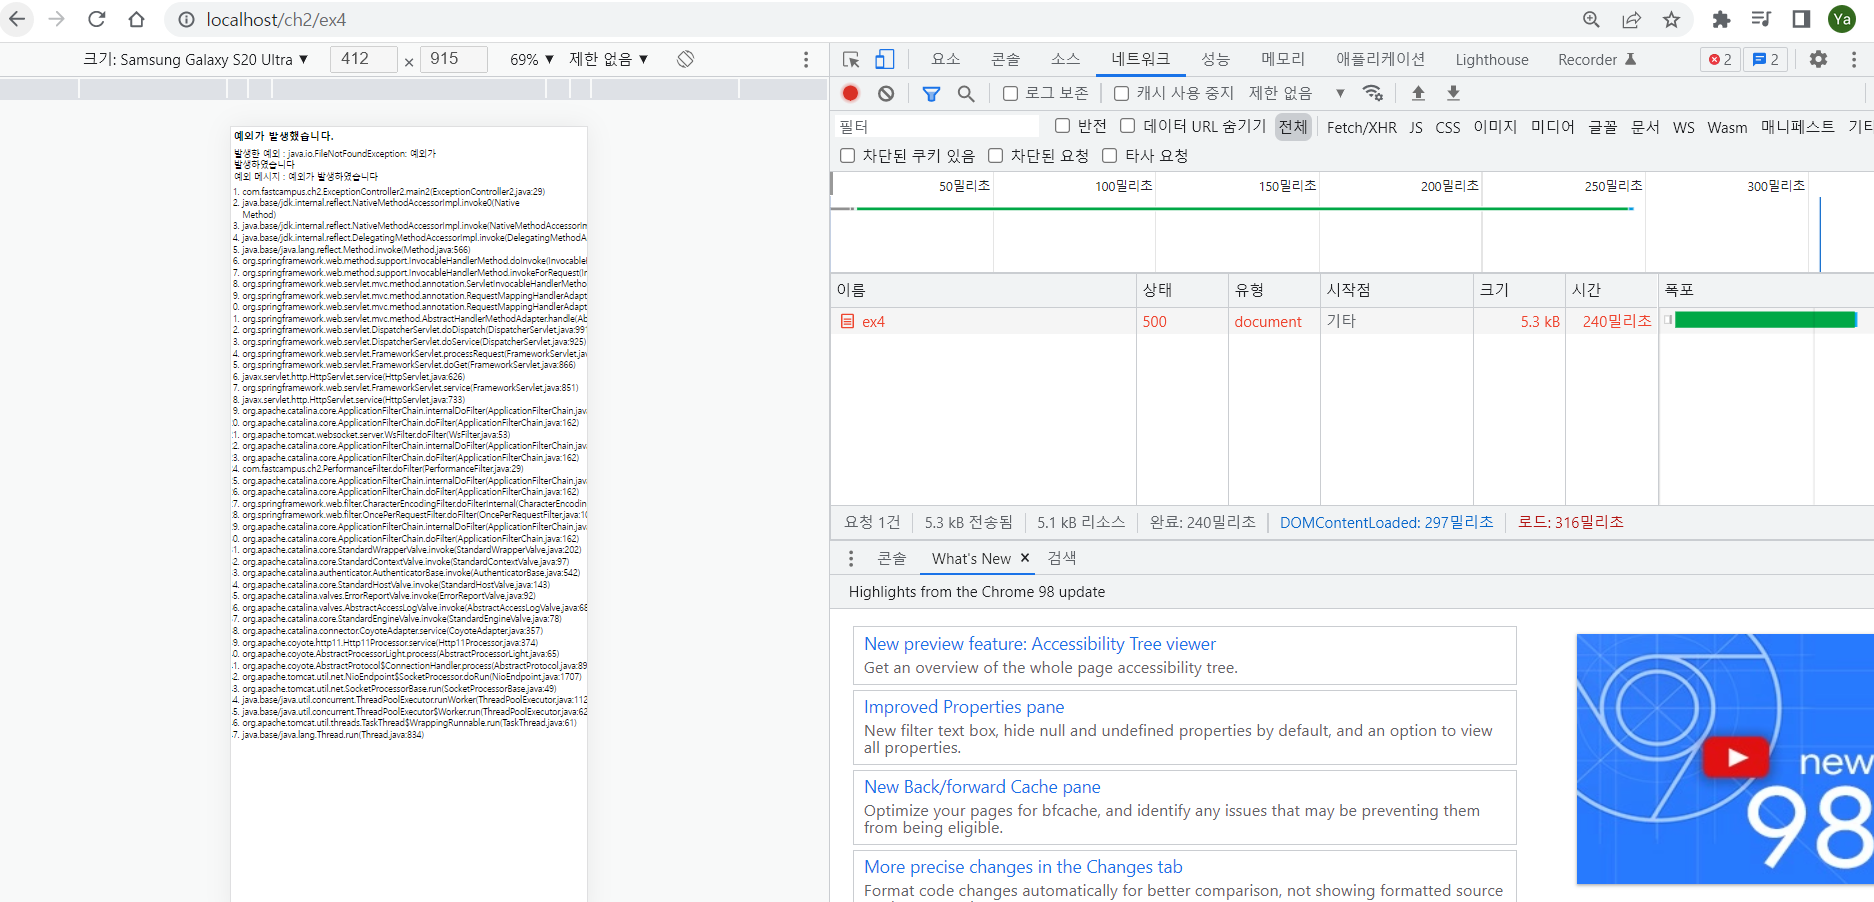 localhost/ch2/ex4
Ya
크기: Samsung Galaxy S20 Ultra ▼ 412 × 915 69% ▼ 제한 없음 ▼
예외가 발생했습니다.
발생한 예외 : java.io.FileNotFoundException: 예외가
발생하였습니다
예외 메시지 : 예외가 발생하였습니다
1. com.fastcampus.ch2.ExceptionController2.main2(ExceptionController2.java:29)
2. java.base/jdk.internal.reflect.NativeMethodAccessorImpl.invoke0(Native
Method)
3. java.base/jdk.internal.reflect.NativeMethodAccessorImpl.invoke(NativeMethodAccessorIm
4. java.base/jdk.internal.reflect.DelegatingMethodAccessorImpl.invoke(DelegatingMethodA
5. java.base/java.lang.reflect.Method.invoke(Method.java:566)
6. org.springframework.web.method.support.InvocableHandlerMethod.doInvoke(Invocable
7. org.springframework.web.method.support.InvocableHandlerMethod.invokeForRequest(I
8. org.springframework.web.servlet.mvc.method.annotation.ServletInvocableHandlerMetho
9. org.springframework.web.servlet.mvc.method.annotation.RequestMappingHandlerAdapt
0. org.springframework.web.servlet.mvc.method.annotation.RequestMappingHandlerAdapt
1. org.springframework.web.servlet.mvc.method.AbstractHandlerMethodAdapter.handle(Ab
2. org.springframework.web.servlet.DispatcherServlet.doDispatch(DispatcherServlet.java:991
3. org.springframework.web.servlet.DispatcherServlet.doService(DispatcherServlet.java:925)
4. org.springframework.web.servlet.FrameworkServlet.processRequest(FrameworkServlet.jav
5. org.springframework.web.servlet.FrameworkServlet.doGet(FrameworkServlet.java:866)
6. javax.servlet.http.HttpServlet.service(HttpServlet.java:626)
7. org.springframework.web.servlet.FrameworkServlet.service(FrameworkServlet.java:851)
8. javax.servlet.http.HttpServlet.service(HttpServlet.java:733)
9. org.apache.catalina.core.ApplicationFilterChain.internalDoFilter(ApplicationFilterChain.java
0. org.apache.catalina.core.ApplicationFilterChain.doFilter(ApplicationFilterChain.java:162)
1. org.apache.tomcat.websocket.server.WsFilter.doFilter(WsFilter.java:53)
2. org.apache.catalina.core.ApplicationFilterChain.internalDoFilter(ApplicationFilterChain.java
3. org.apache.catalina.core.ApplicationFilterChain.doFilter(ApplicationFilterChain.java:162)
4. com.fastcampus.ch2.PerformanceFilter.doFilter(PerformanceFilter.java:29)
5. org.apache.catalina.core.ApplicationFilterChain.internalDoFilter(ApplicationFilterChain.java
6. org.apache.catalina.core.ApplicationFilterChain.doFilter(ApplicationFilterChain.java:162)
7. org.springframework.web.filter.CharacterEncodingFilter.doFilterInternal(CharacterEncodin
8. org.springframework.web.filter.OncePerRequestFilter.doFilter(OncePerRequestFilter.java:10
9. org.apache.catalina.core.ApplicationFilterChain.internalDoFilter(ApplicationFilterChain.java
0. org.apache.catalina.core.ApplicationFilterChain.doFilter(ApplicationFilterChain.java:162)
1. org.apache.catalina.core.StandardWrapperValve.invoke(StandardWrapperValve.java:202)
2. org.apache.catalina.core.StandardContextValve.invoke(StandardContextValve.java:97)
3. org.apache.catalina.authenticator.AuthenticatorBase.invoke(AuthenticatorBase.java:542)
4. org.apache.catalina.core.StandardHostValve.invoke(StandardHostValve.java:143)
5. org.apache.catalina.valves.ErrorReportValve.invoke(ErrorReportValve.java:92)
6. org.apache.catalina.valves.AbstractAccessLogValve.invoke(AbstractAccessLogValve.java:68
7. org.apache.catalina.core.StandardEngineValve.invoke(StandardEngineValve.java:78)
8. org.apache.catalina.connector.CoyoteAdapter.service(CoyoteAdapter.java:357)
9. org.apache.coyote.http11.Http11Processor.service(Http11Processor.java:374)
0. org.apache.coyote.AbstractProcessorLight.process(AbstractProcessorLight.java:65)
1. org.apache.coyote.AbstractProtocol$ConnectionHandler.process(AbstractProtocol.java:89
2. org.apache.tomcat.util.net.NioEndpoint$SocketProcessor.doRun(NioEndpoint.java:1707)
3. org.apache.tomcat.util.net.SocketProcessorBase.run(SocketProcessorBase.java:49)
4. java.base/java.util.concurrent.ThreadPoolExecutor.runWorker(ThreadPoolExecutor.java:112
5. java.base/java.util.concurrent.ThreadPoolExecutor$Worker.run(ThreadPoolExecutor.java:62
6. org.apache.tomcat.util.threads.TaskThread$WrappingRunnable.run(TaskThread.java:61)
7. java.base/java.lang.Thread.run(Thread.java:834)
요소 콘솔 소스 네트워크 성능 메모리 애플리케이션 Lighthouse Recorder 2 2
로그 보존 캐시 사용 중지 제한 없음 ▼
필터 반전 데이터 URL 숨기기 전체 Fetch/XHR JS CSS 이미지 미디어 글꼴 문서 WS Wasm 매니페스트 기타
차단된 쿠키 있음 차단된 요청 타사 요청
50밀리초 100밀리초 150밀리초 200밀리초 250밀리초 300밀리초
이름 상태 유형 시작점 크기 시간 폭포
ex4 500 document 기타 5.3 kB 240밀리초
요청 1건 5.3 kB 전송됨 5.1 kB 리소스 완료: 240밀리초 DOMContentLoaded: 297밀리초 로드: 316밀리초
콘솔 What's New × 검색
Highlights from the Chrome 98 update
New preview feature: Accessibility Tree viewer
Get an overview of the whole page accessibility tree.
Improved Properties pane
New filter text box, hide null and undefined properties by default, and an option to view
all properties.
New Back/forward Cache pane
Optimize your pages for bfcache, and identify any issues that may be preventing them
from being eligible.
More precise changes in the Changes tab
Format code changes automatically for better comparison, not showing formatted source
new
98